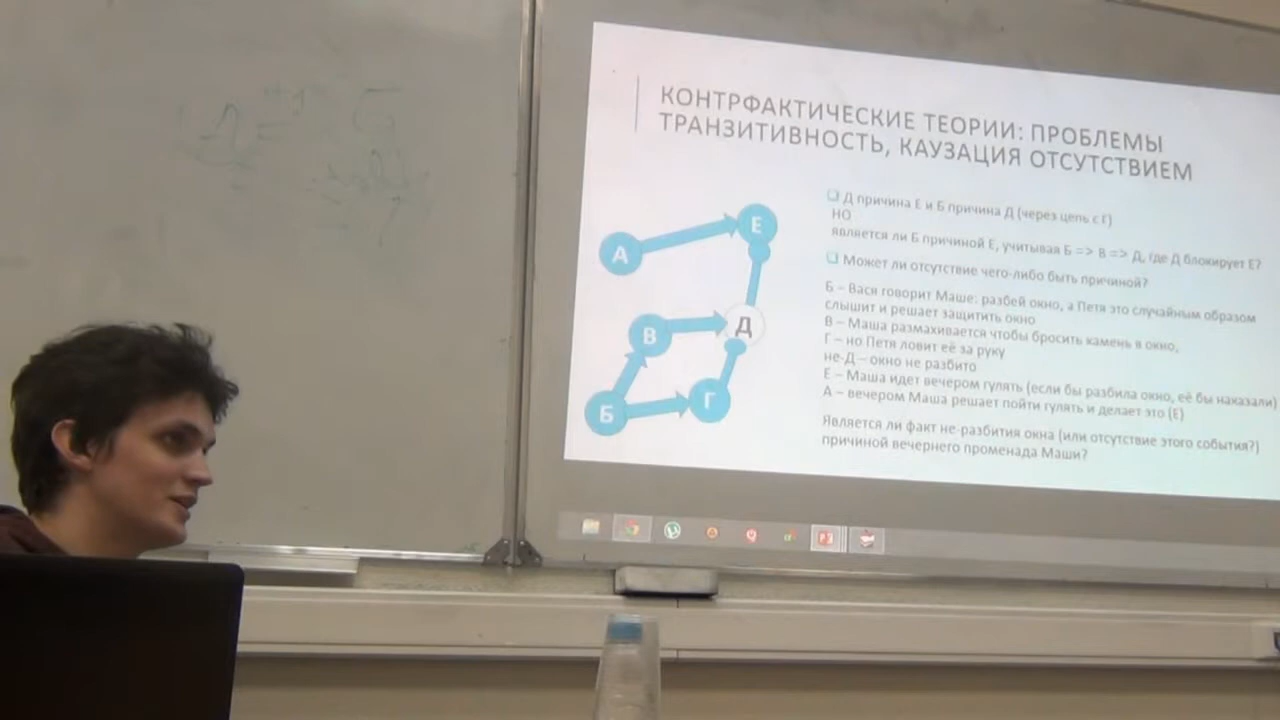 КОНТРФАКТИЧЕСКИЕ ТЕОРИИ: ПРОБЛЕМЫ
ТРАНЗИТИВНОСТЬ, КАУЗАЦИЯ ОТСУТСТВИЕМ
Д причина Е и Б причина Д (через цепь с Г)
НО
является ли Б причиной Е, учитывая Б => В => Д, где Д блокирует Е?
Может ли отсутствие чего-либо быть причиной?
Б – Вася говорит Маше: разбей окно, а Петя это случайным образом
слышит и решает защитить окно
В – Маша размахивается чтобы бросить камень в окно,
Г – но Петя ловит её за руку
не-Д – окно не разбито
Е – Маша идет вечером гулять (если бы разбила окно, её бы наказали)
А – вечером Маша решает пойти гулять и делает это (Е)
Является ли факт не-разбития окна (или отсутствие этого события?)
причиной вечернего променада Маши?
Е
А
В
Д
Б
Г